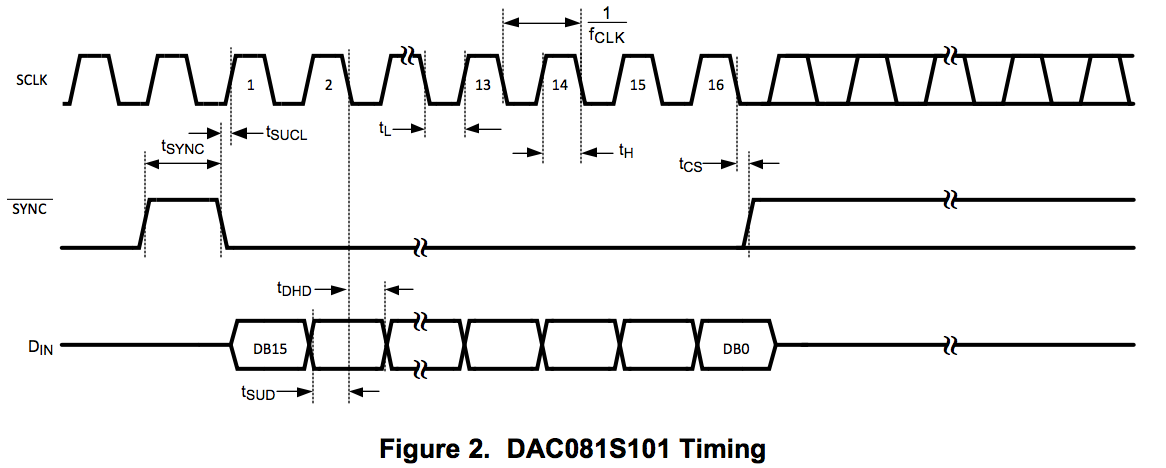 1
fCLK
SCLK
1
2
13
14
15
16
tSUCL
tL
tH
tSYNC
tCS
SYNC
tDHD
DIN
DB15
DB0
tSUD
Figure 2. DAC081S101 Timing